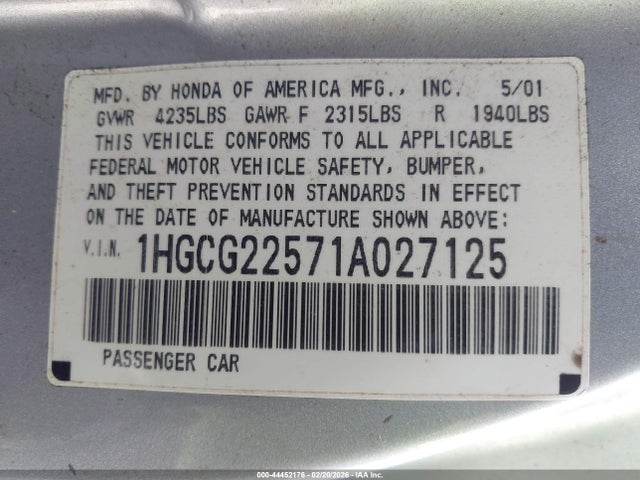 MFD. BY HONDA OF AMERICA MFG., INC. 5/01
GVWR 4235LBS GAWR F 2315LBS R 1940LBS
THIS VEHICLE CONFORMS TO ALL APPLICABLE
FEDERAL MOTOR VEHICLE SAFETY, BUMPER,
AND THEFT PREVENTION STANDARDS IN EFFECT
ON THE DATE OF MANUFACTURE SHOWN ABOVE:
V.I.N. 1HGCG22571A027125
PASSENGER CAR
000-44452176 - 02/20/2026 - IAA Inc.